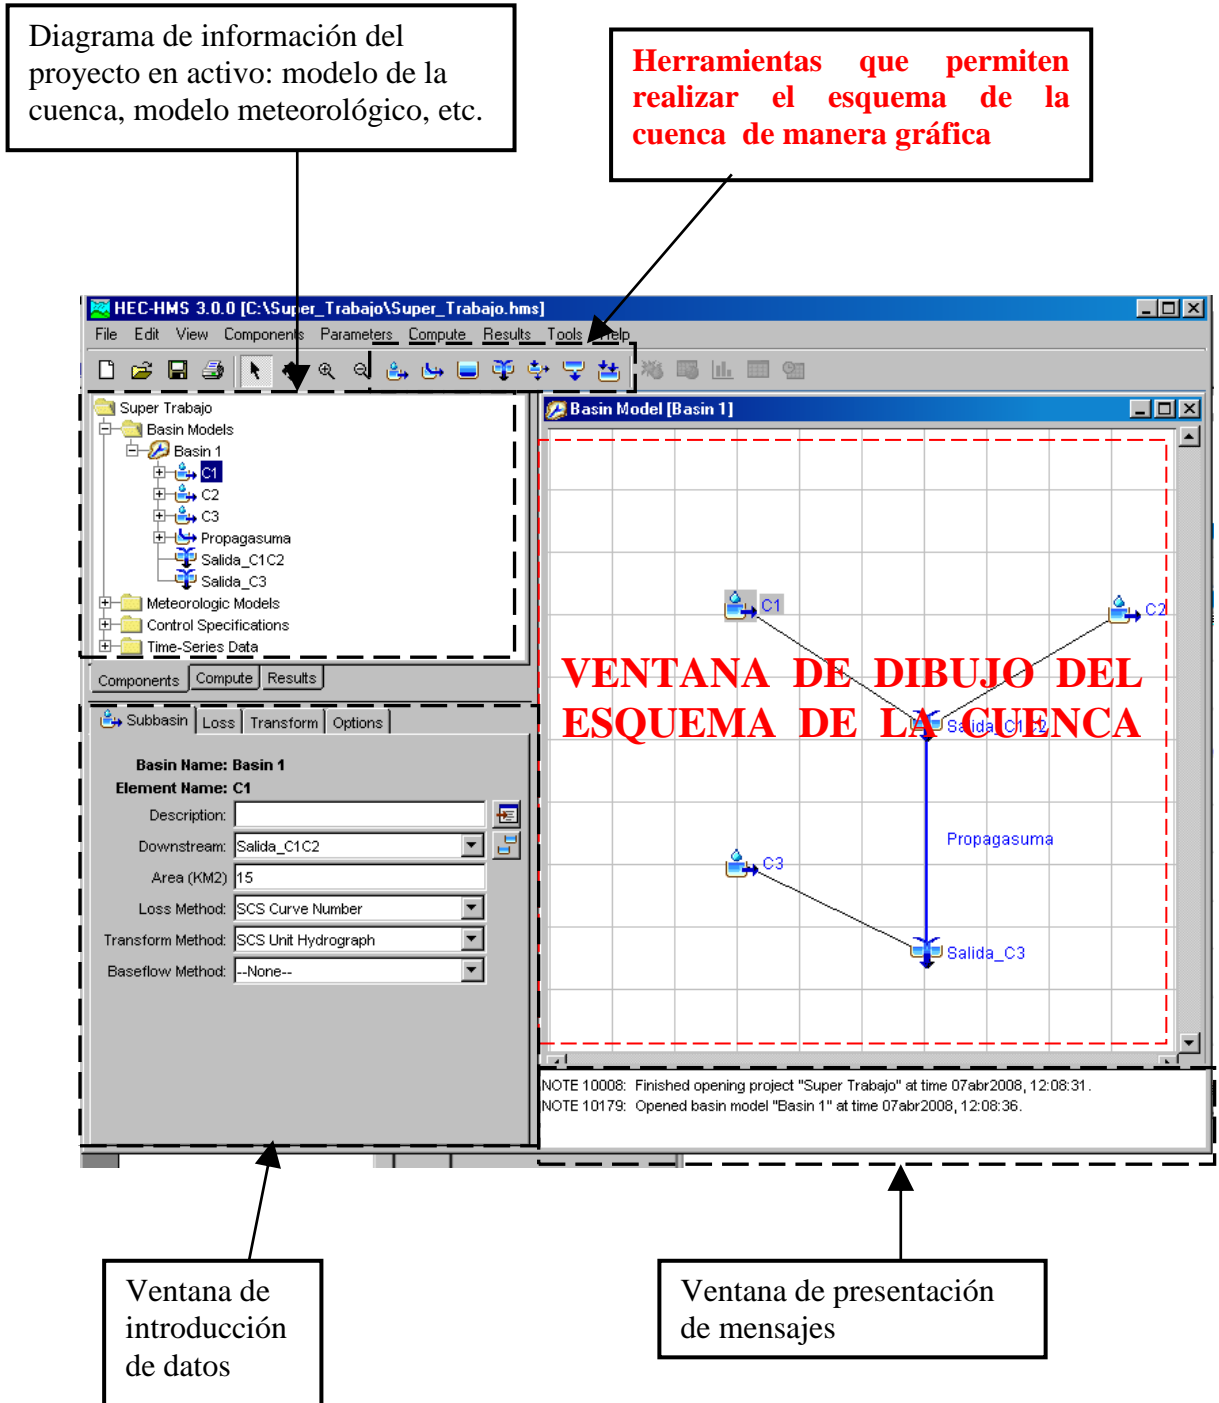 Diagrama de información del
proyecto en activo: modelo de la
cuenca, modelo meteorológico, etc.
Herramientas que permiten
realizar el esquema de la
cuenca de manera gráfica
HEC-HMS 3.0.0 [C:\Super_Trabajo\Super_Trabajo.hms]
File Edit View Components Parameters Compute Results Tools Help
Super Trabajo
Basin Models
Basin 1
C1
C2
C3
Propagasuma
Salida_C1C2
Salida_C3
Meteorologic Models
Control Specifications
Time-Series Data
Components Compute Results
Subbasin Loss Transform Options
Basin Name: Basin 1
Element Name: C1
Description:
Downstream: Salida_C1C2
Area (KM2) 15
Loss Method: SCS Curve Number
Transform Method: SCS Unit Hydrograph
Baseflow Method: --None--
Basin Model [Basin 1]
C1
C2
VENTANA DE DIBUJO DEL
ESQUEMA DE LA CUENCA
Salida_C1C2
Propagasuma
C3
Salida_C3
NOTE 10008: Finished opening project "Super Trabajo" at time 07abr2008, 12:08:31.
NOTE 10179: Opened basin model "Basin 1" at time 07abr2008, 12:08:36.
Ventana de
introducción
de datos
Ventana de presentación
de mensajes